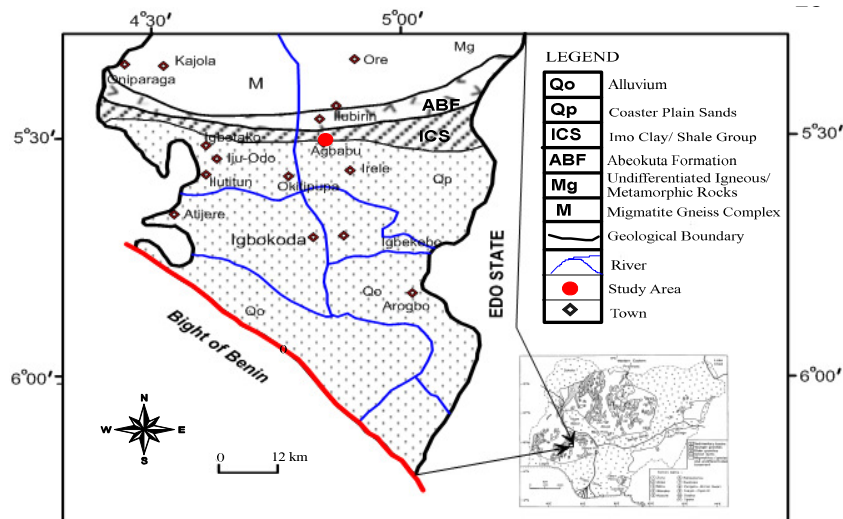 4°30′
5°00′
Mg
Kajola
Ore
Oniparaga
M
ABF
Ilubirin
ICS
5°30′
5°30′
Igbotako
Agbabu
Iju-Odo
Irele
Ilutitun
Okitipupa
Qp
Atijere
Igbokoda
Igbekebo
Qo
Arogbo
Qo
EDO STATE
Bight of Benin
0
6°00′
6°00′
N
W E
S
0 12 km
LEGEND
Qo Alluvium
Qp Coaster Plain Sands
ICS Imo Clay/ Shale Group
ABF Abeokuta Formation
Mg Undifferentiated Igneous/
Metamorphic Rocks
M Migmatite Gneiss Complex
Geological Boundary
River
Study Area
Town